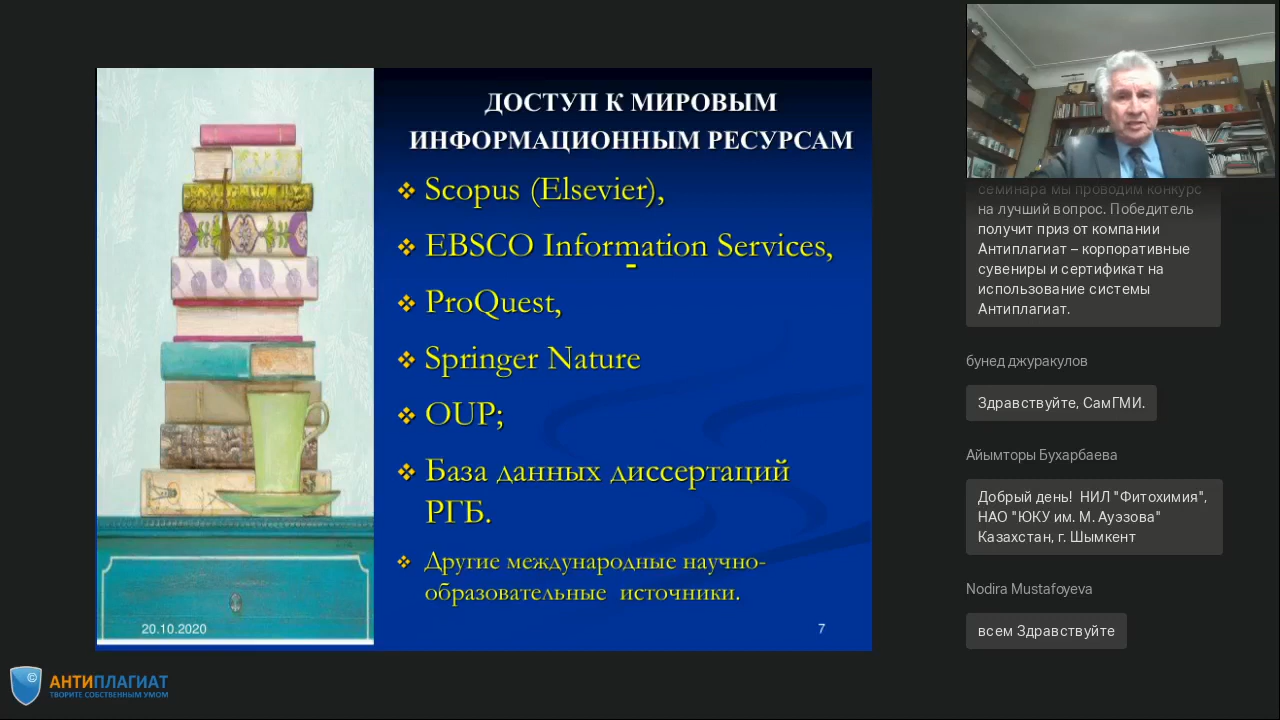 ДОСТУП К МИРОВЫМ
ИНФОРМАЦИОННЫМ РЕСУРСАМ
Scopus (Elsevier),
EBSCO Information Services,
-
ProQuest,
Springer Nature
OUP;
База данных диссертаций
РГБ.
Другие международные научно-
образовательные источники.
20.10.2020
7
семинара мы проводим конкурс
на лучший вопрос. Победитель
получит приз от компании
Антиплагиат – корпоративные
сувениры и сертификат на
использование системы
Антиплагиат.
бунед джуракулов
Здравствуйте, СамГМИ.
Айымторы Бухарбаева
Добрый день! НИЛ "Фитохимия",
НАО "ЮКУ им. М. Ауэзова"
Казахстан, г. Шымкент
Nodira Mustafoyeva
всем Здравствуйте
©
АНТИПЛАГИАТ
ТВОРИТЕ СОБСТВЕННЫМ УМОМ